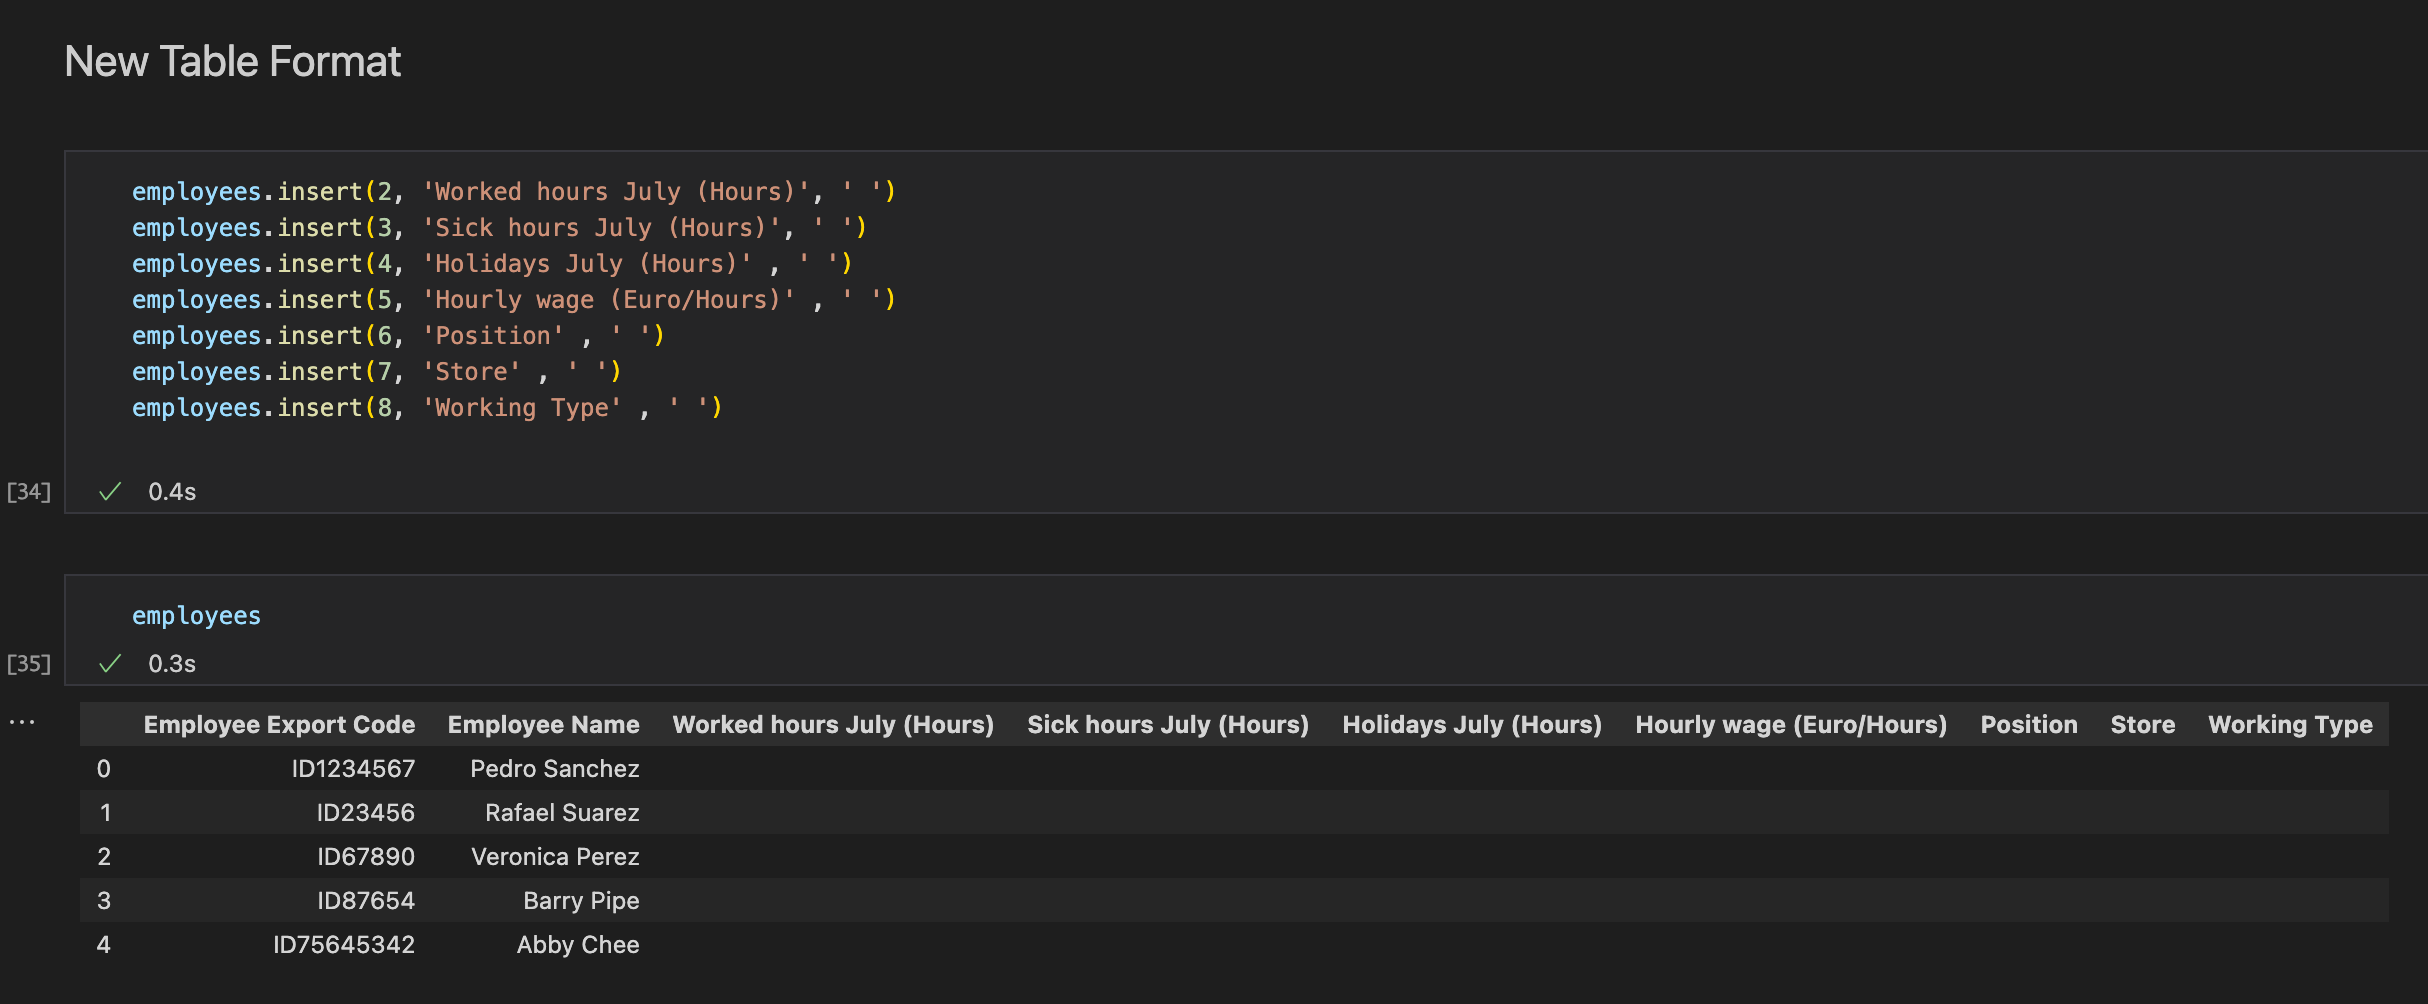 New Table Format
employees.insert(2, 'Worked hours July (Hours)', ' ')
employees.insert(3, 'Sick hours July (Hours)', ' ')
employees.insert(4, 'Holidays July (Hours)' , ' ')
employees.insert(5, 'Hourly wage (Euro/Hours)' , ' ')
employees.insert(6, 'Position' , ' ')
employees.insert(7, 'Store' , ' ')
employees.insert(8, 'Working Type' , ' ')
[34] ✓ 0.4s
employees
[35] ✓ 0.3s
... Employee Export Code Employee Name Worked hours July (Hours) Sick hours July (Hours) Holidays July (Hours) Hourly wage (Euro/Hours) Position Store Working Type
0 ID1234567 Pedro Sanchez
1 ID23456 Rafael Suarez
2 ID67890 Veronica Perez
3 ID87654 Barry Pipe
4 ID75645342 Abby Chee